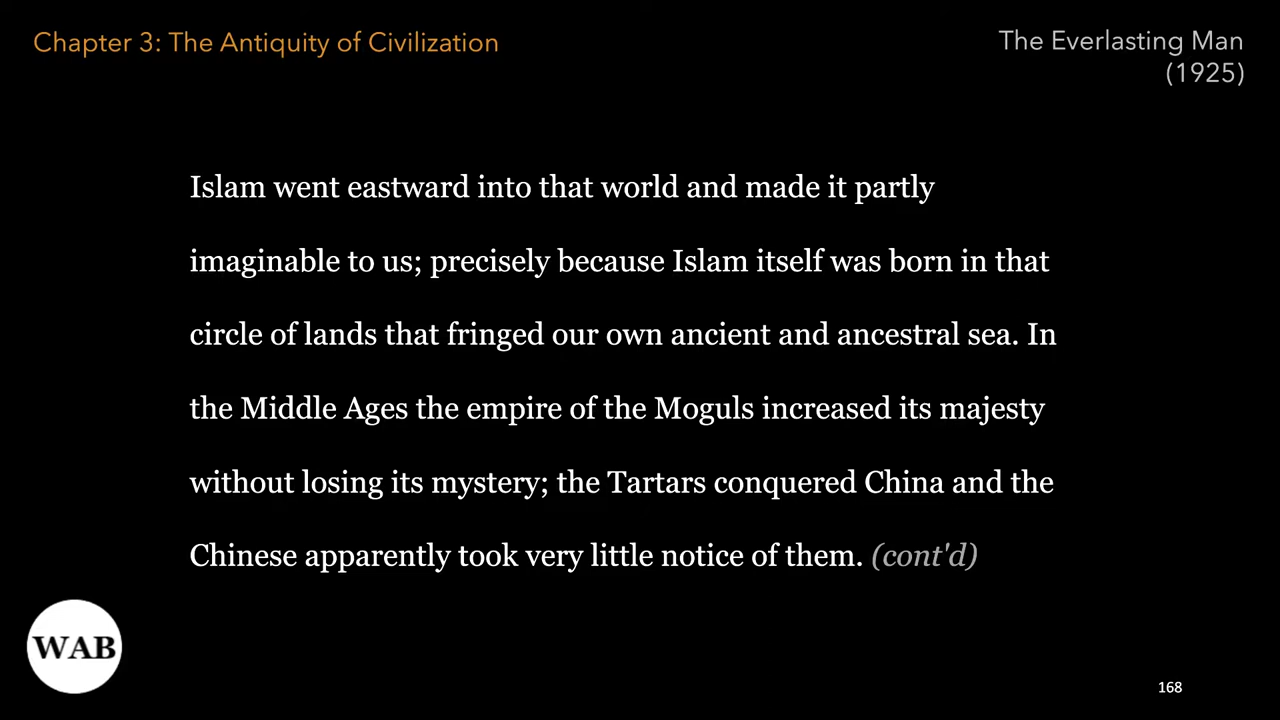 Chapter 3: The Antiquity of Civilization
The Everlasting Man
(1925)
Islam went eastward into that world and made it partly
imaginable to us; precisely because Islam itself was born in that
circle of lands that fringed our own ancient and ancestral sea. In
the Middle Ages the empire of the Moguls increased its majesty
without losing its mystery; the Tartars conquered China and the
Chinese apparently took very little notice of them. (cont'd)
WAB
168